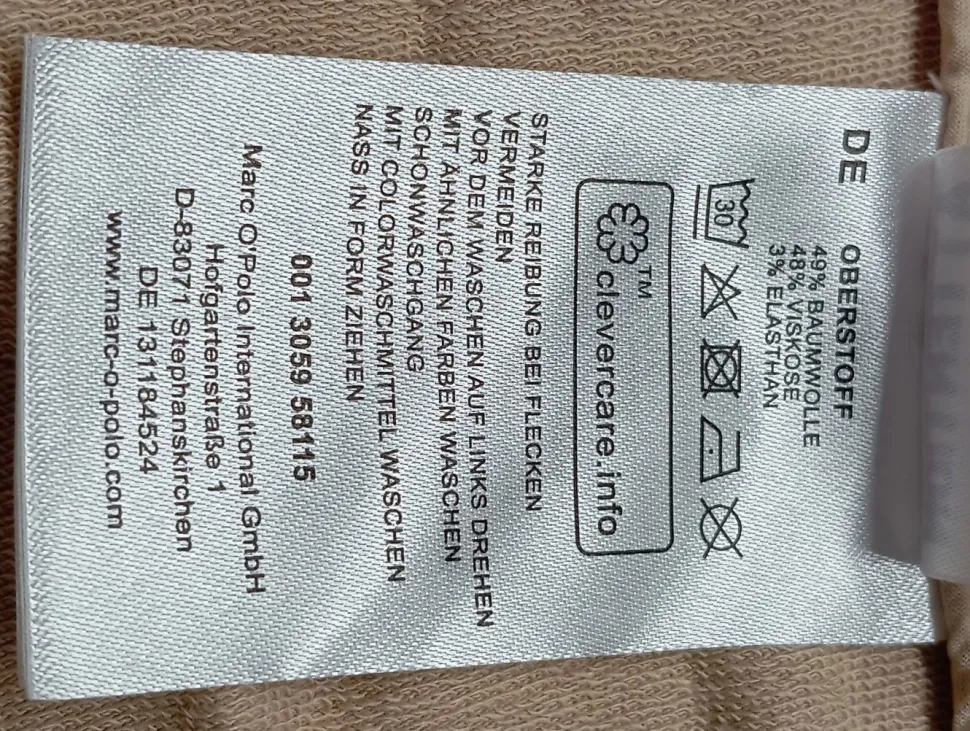 DE OBERSTOFF
49% BAUMWOLLE
48% VISKOSE
3% ELASTHAN
30
clevercare.info
TM
STARKE REIBUNG BEI FLECKEN
VERMEIDEN
VOR DEM WASCHEN AUF LINKS DREHEN
MIT ÄHNLICHEN FARBEN WASCHEN
SCHONWASCHGANG
MIT COLORWASCHMITTEL WASCHEN
NASS IN FORM ZIEHEN
001 3059 58115
Marc O'Polo International GmbH
Hofgartenstraße 1
D-83071 Stephanskirchen
DE 131184524
www.marc-o-polo.com